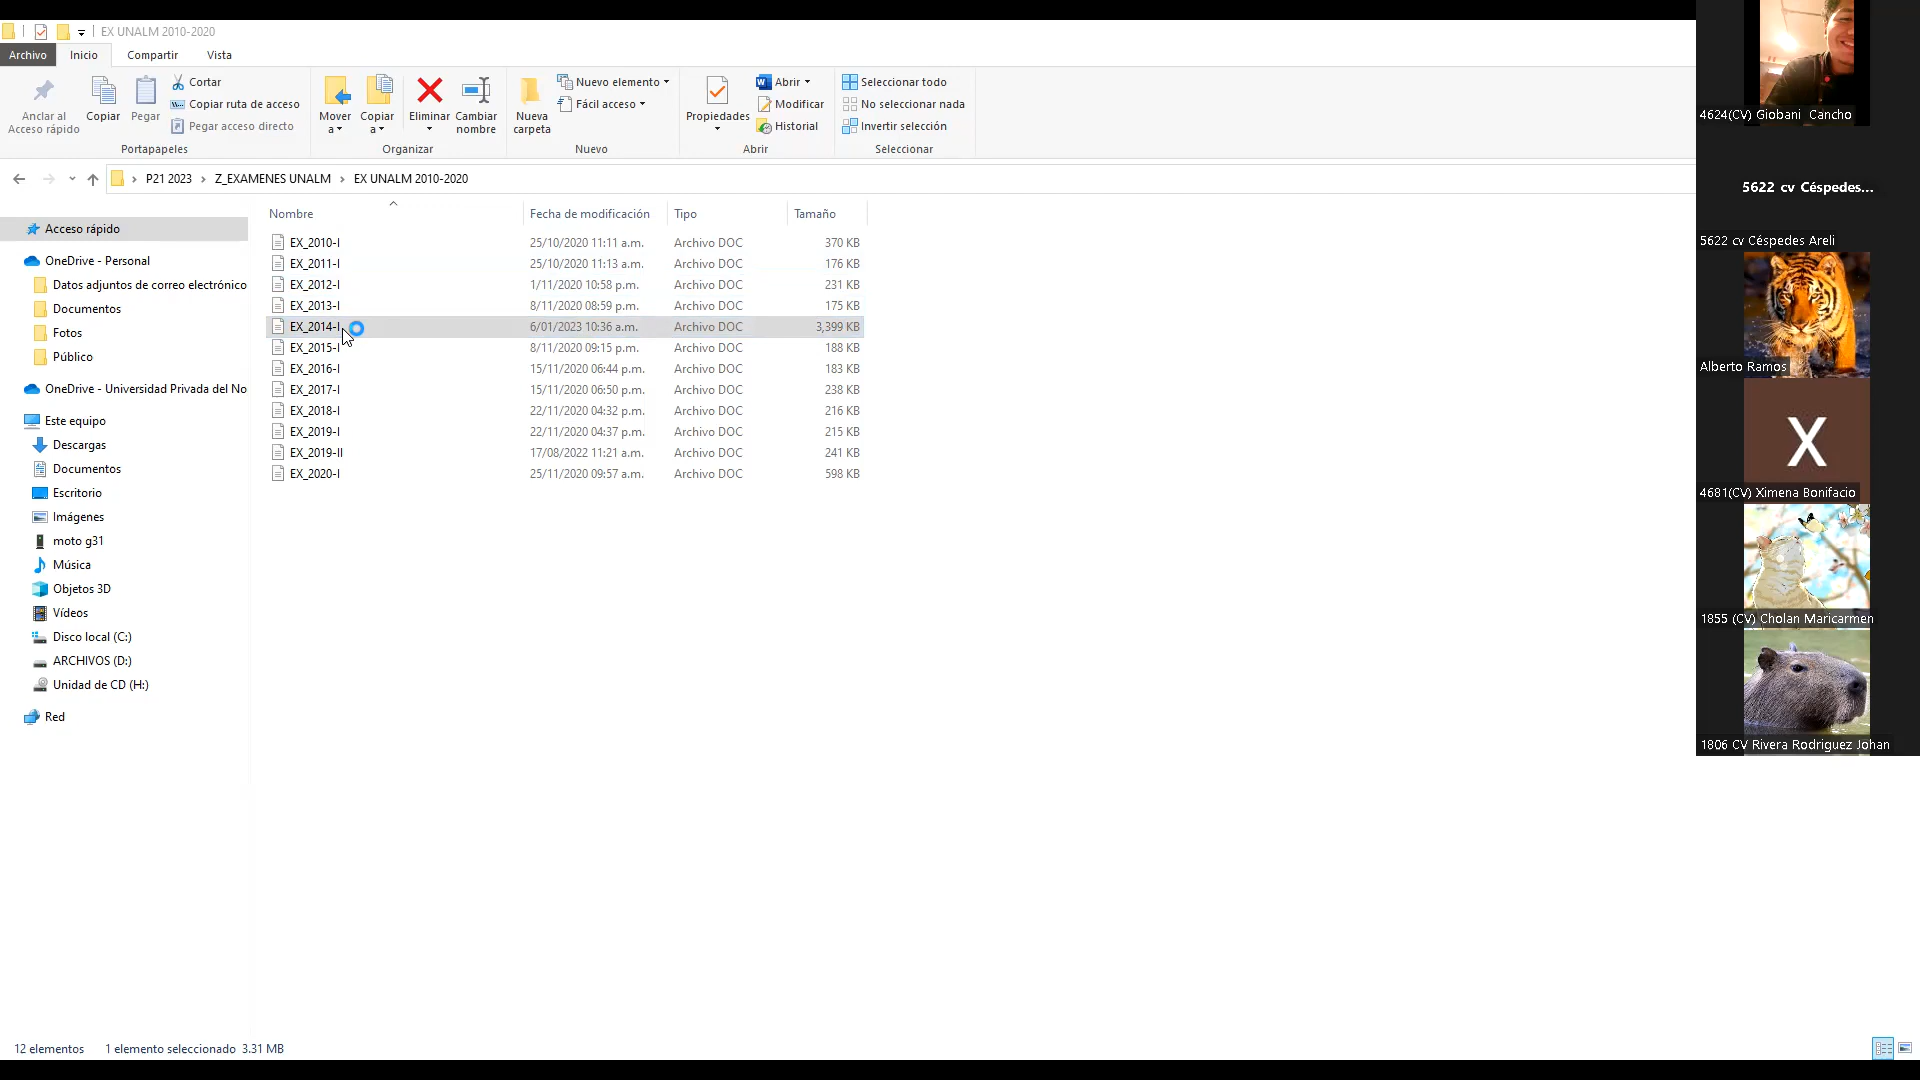 EX UNALM 2010-2020
Archivo
Inicio
Compartir
Vista
Anclar al
Acceso rápido
Copiar
Pegar
Cortar
Copiar ruta de acceso
Pegar acceso directo
Portapapeles
Mover
a
Copiar
a
Eliminar
Cambiar
nombre
Organizar
Nueva
carpeta
Nuevo elemento
Fácil acceso
Nuevo
Propiedades
Abrir
Modificar
Historial
Abrir
Seleccionar todo
No seleccionar nada
Invertir selección
Seleccionar
P21 2023 › Z_EXAMENES UNALM › EX UNALM 2010-2020
Acceso rápido
OneDrive - Personal
Datos adjuntos de correo electrónico
Documentos
Fotos
Público
OneDrive - Universidad Privada del No
Este equipo
Descargas
Documentos
Escritorio
Imágenes
moto g31
Música
Objetos 3D
Vídeos
Disco local (C:)
ARCHIVOS (D:)
Unidad de CD (H:)
Red
Nombre Fecha de modificación Tipo Tamaño
EX_2010-I 25/10/2020 11:11 a.m. Archivo DOC 370 KB
EX_2011-I 25/10/2020 11:13 a.m. Archivo DOC 176 KB
EX_2012-I 1/11/2020 10:58 p.m. Archivo DOC 231 KB
EX_2013-I 8/11/2020 08:59 p.m. Archivo DOC 175 KB
EX_2014-I 6/01/2023 10:36 a.m. Archivo DOC 3,399 KB
EX_2015-I 8/11/2020 09:15 p.m. Archivo DOC 188 KB
EX_2016-I 15/11/2020 06:44 p.m. Archivo DOC 183 KB
EX_2017-I 15/11/2020 06:50 p.m. Archivo DOC 238 KB
EX_2018-I 22/11/2020 04:32 p.m. Archivo DOC 216 KB
EX_2019-I 22/11/2020 04:37 p.m. Archivo DOC 215 KB
EX_2019-II 17/08/2022 11:21 a.m. Archivo DOC 241 KB
EX_2020-I 25/11/2020 09:57 a.m. Archivo DOC 598 KB
12 elementos 1 elemento seleccionado 3.31 MB
4624(CV) Giobani Cancho
5622 cv Céspedes...
5622 cv Céspedes Areli
Alberto Ramos
X
4681(CV) Ximena Bonifacio
1855 (CV) Cholan Maricarmen
1806 CV Rivera Rodriguez Johan